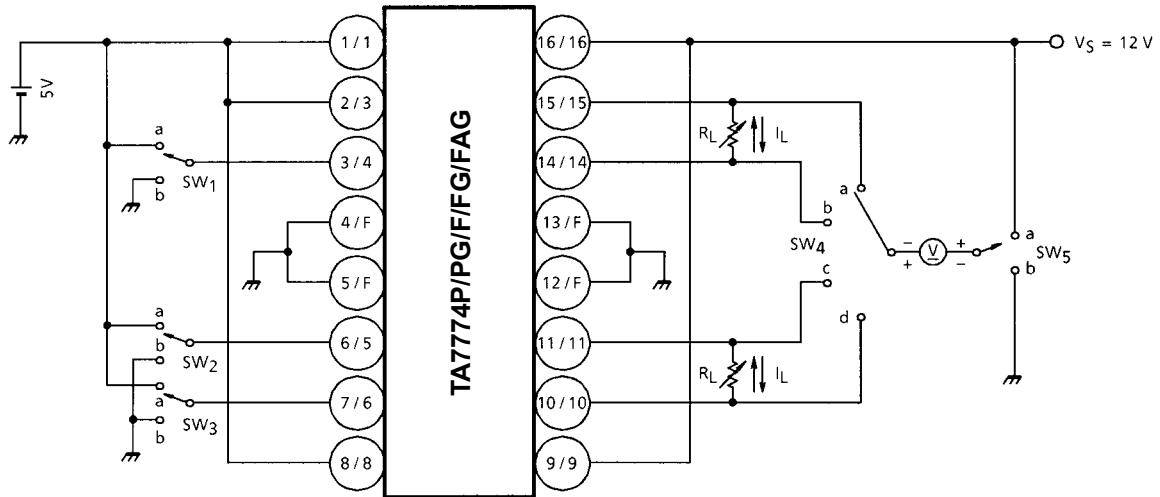 5V
1/1
2/3
3/4
4/F
5/F
6/5
7/6
8/8
a
b
SW1
a
b
SW2
a
b
SW3
TA7774P/PG/F/FG/FAG
16/16
15/15
14/14
13/F
12/F
11/11
10/10
9/9
VS = 12 V
RL
IL
RL
IL
a
b
c
d
SW4
– V +
+ –
a
b
SW5